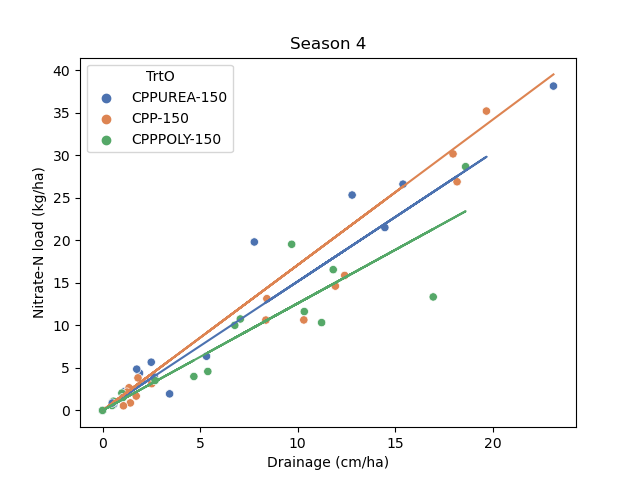 Season 4
TrtO
CPPUREA-150
CPP-150
CPPPOLY-150
Nitrate-N load (kg/ha)
40
35
30
25
20
15
10
5
0
0 5 10 15 20
Drainage (cm/ha)